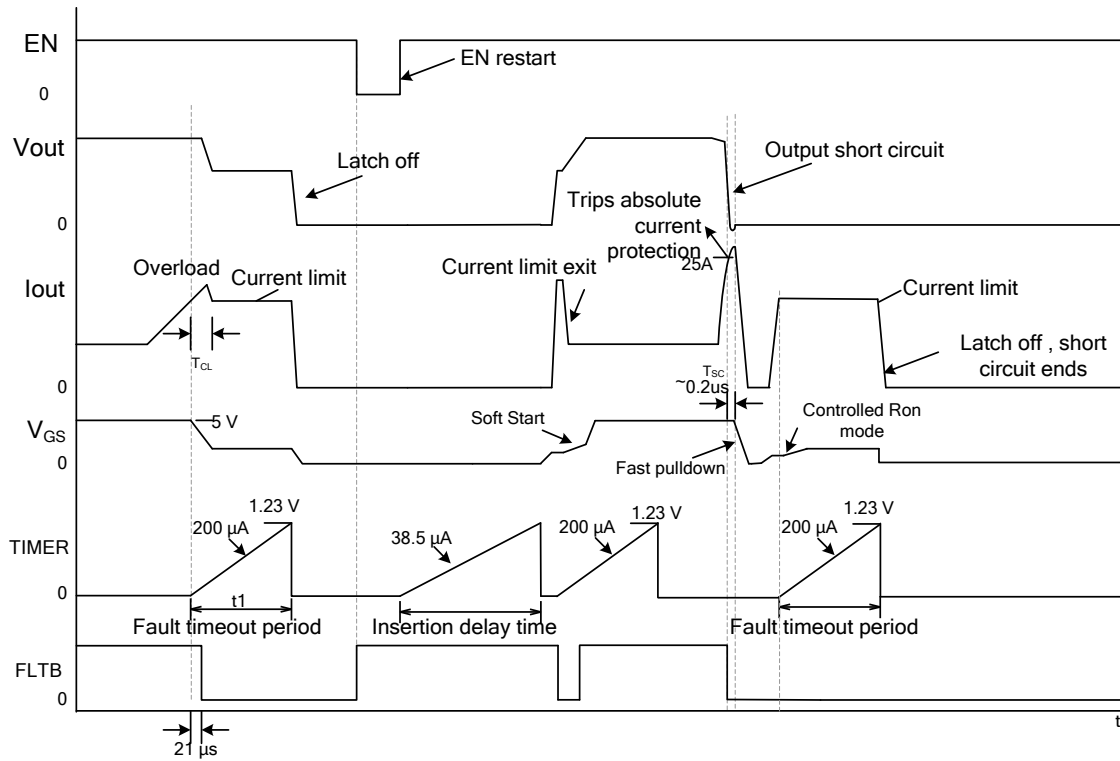 EN
0
EN restart
Vout
0
Latch off
Output short circuit
Trips absolute
current
protection
25A
Iout
0
Overload
Current limit
Current limit exit
Current limit
TCL
TSC
~0.2us
Latch off , short
circuit ends
VGS
0
5 V
Soft Start
Fast pulldown
Controlled Ron
mode
TIMER
0
200 µA
1.23 V
38.5 µA
200 µA
1.23 V
200 µA
1.23 V
t1
Fault timeout period
Insertion delay time
Fault timeout period
FLTB
0
21 µs
t